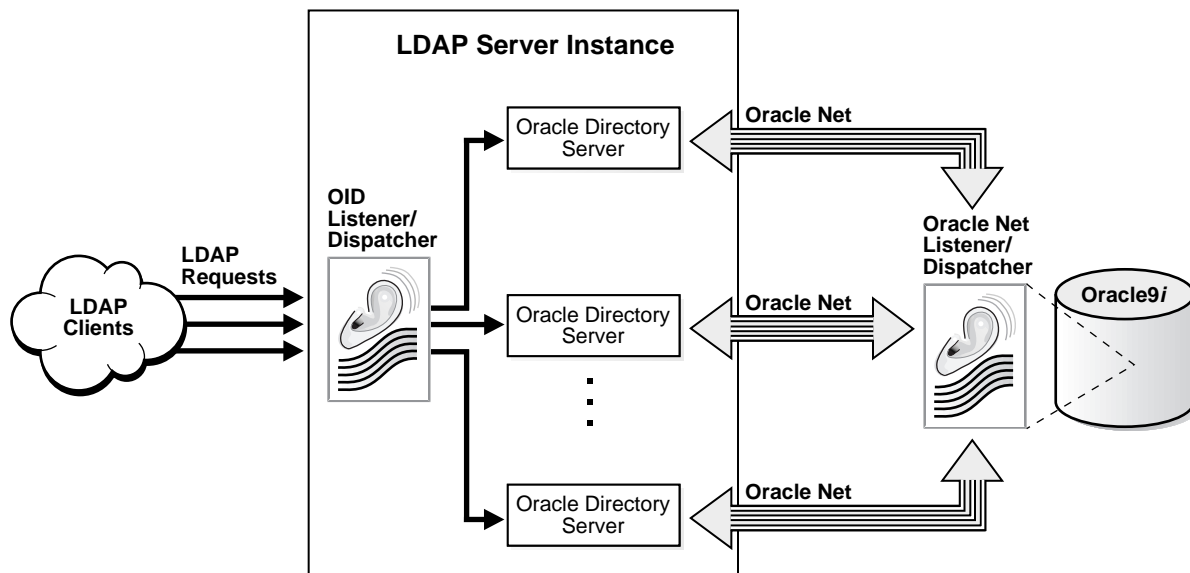 LDAP Server Instance
Oracle Directory
Server
Oracle Net
OID
Listener/
Dispatcher
Oracle Net
Listener/
Dispatcher
LDAP
Requests
LDAP
Clients
Oracle Directory
Server
Oracle Net
Oracle9i
Oracle Directory
Server
Oracle Net